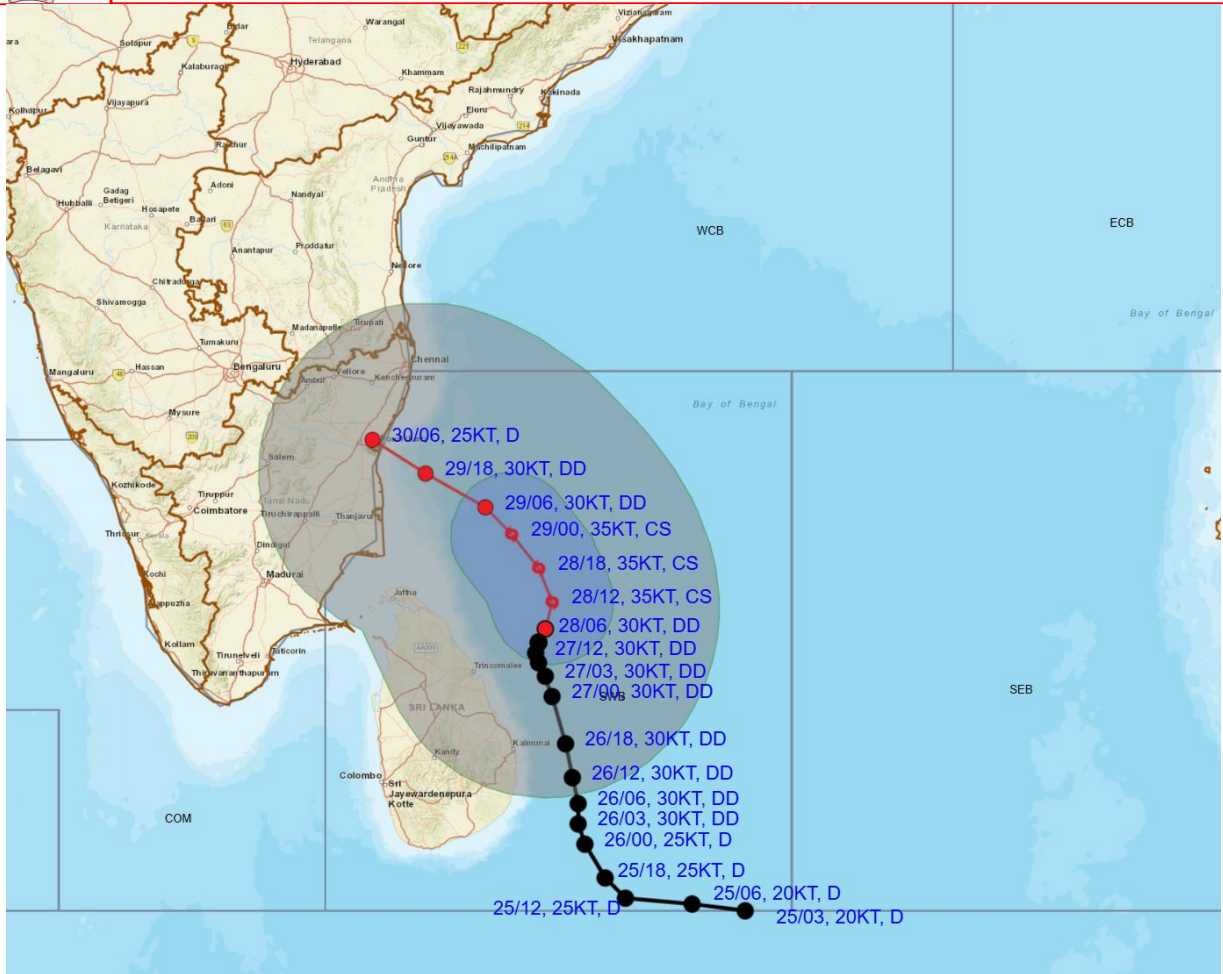 Warangal
Bidar
Vizianagaram
Visakhapatnam
Solapur
Telangana
Hyderabad
Kalaburagi
Khammam
221
Rajahmundry
Kakinada
Kolhapur
Vijayapura
Eluru
Vijayawada
214
Guntur
Machilipatnam
Raichur
214A
Belagavi
Andhra
Pradesh
Adoni
Gadag
Betigeri
Nandyal
Hubballi
Hosapete
Ballari
63
Karnataka
WCB
ECB
Anantapur
Proddatur
Nellore
Chitradurga
Shivamogga
Bay of Bengal
Madanapalle
Tirupati
Tumakuru
Chennai
Mangaluru
48
Hassan
Bengaluru
Vellore
Ambur
Kancheepuram
Bay of Bengal
Mysure
209
30/06, 25KT, D
Salem
29/18, 30KT, DD
Kozhikode
Tiruppur
Coimbatore
Tamil Nadu
Tiruchirappalli
Thanjavur
29/06, 30KT, DD
29/00, 35KT, CS
Thrissur
Kerala
Dindigul
28/18, 35KT, CS
Kochi
Madurai
Jaffna
28/12, 35KT, CS
28/06, 30KT, DD
Kollam
Tirunelveli
27/12, 30KT, DD
Thiruvananthapuram
Trincomalee
27/03, 30KT, DD
27/00, 30KT, DD
SWB
SEB
SRI LANKA
26/18, 30KT, DD
Kalmunai
Kandy
Colombo
Sri
Jayewardenepura
Kotte
26/12, 30KT, DD
26/06, 30KT, DD
26/03, 30KT, DD
COM
26/00, 25KT, D
25/18, 25KT, D
25/06, 20KT, D
25/12, 25KT, D
25/03, 20KT, D